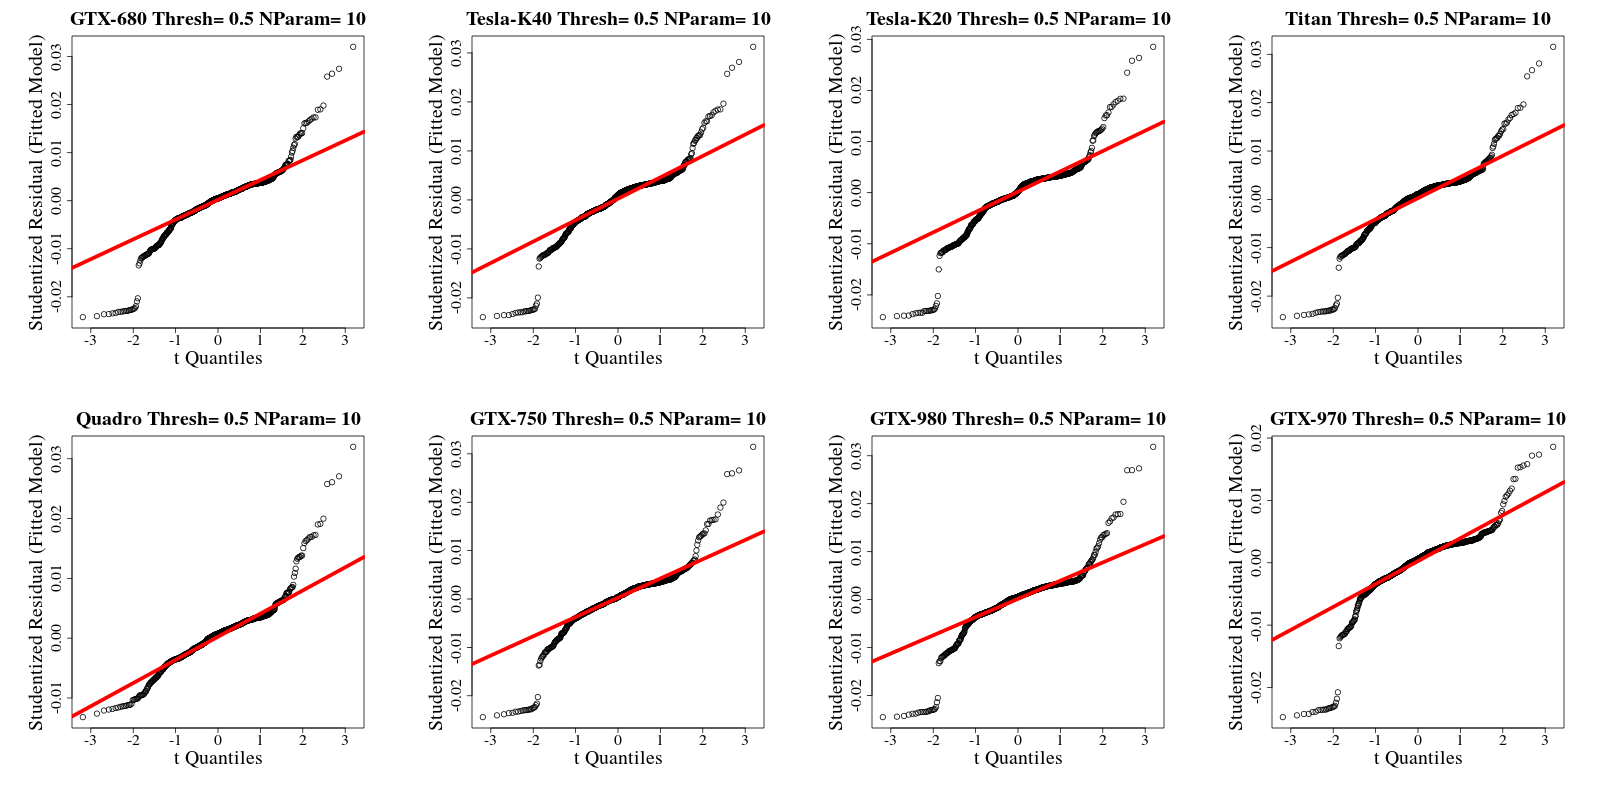 GTX-680 Thresh= 0.5 NParam= 10
Studentized Residual (Fitted Model)
0.03
0.02
0.01
0.00
-0.01
-0.02
-3 -2 -1 0 1 2 3
t Quantiles
Tesla-K40 Thresh= 0.5 NParam= 10
Studentized Residual (Fitted Model)
0.03
0.02
0.01
0.00
-0.01
-0.02
-3 -2 -1 0 1 2 3
t Quantiles
Tesla-K20 Thresh= 0.5 NParam= 10
Studentized Residual (Fitted Model)
0.03
0.02
0.01
0.00
-0.01
-0.02
-3 -2 -1 0 1 2 3
t Quantiles
Titan Thresh= 0.5 NParam= 10
Studentized Residual (Fitted Model)
0.03
0.02
0.01
0.00
-0.01
-0.02
-3 -2 -1 0 1 2 3
t Quantiles
Quadro Thresh= 0.5 NParam= 10
Studentized Residual (Fitted Model)
0.03
0.02
0.01
0.00
-0.01
-3 -2 -1 0 1 2 3
t Quantiles
GTX-750 Thresh= 0.5 NParam= 10
Studentized Residual (Fitted Model)
0.03
0.02
0.01
0.00
-0.01
-0.02
-3 -2 -1 0 1 2 3
t Quantiles
GTX-980 Thresh= 0.5 NParam= 10
Studentized Residual (Fitted Model)
0.03
0.02
0.01
0.00
-0.01
-0.02
-3 -2 -1 0 1 2 3
t Quantiles
GTX-970 Thresh= 0.5 NParam= 10
Studentized Residual (Fitted Model)
0.02
0.01
0.00
-0.01
-0.02
-3 -2 -1 0 1 2 3
t Quantiles